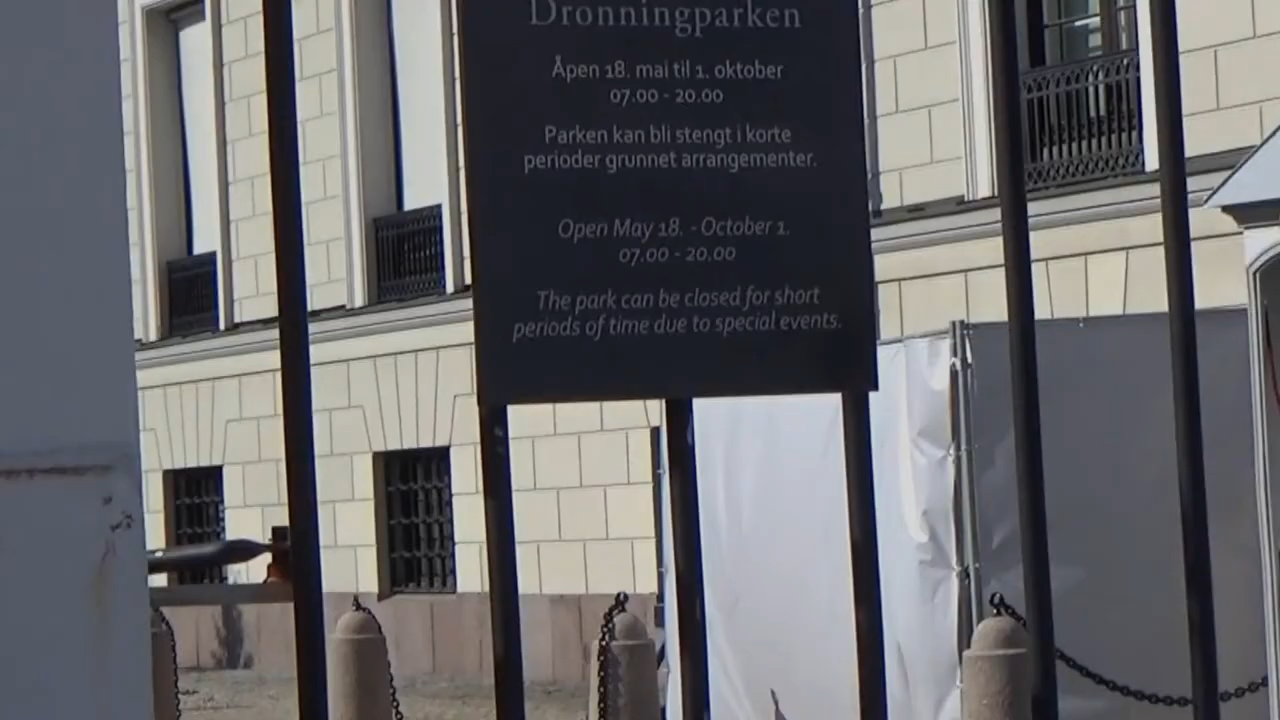 Dronningparken
Åpen 18. mai til 1. oktober
07.00 - 20.00
Parken kan bli stengt i korte
perioder grunnet arrangementer.
Open May 18. - October 1.
07.00 - 20.00
The park can be closed for short
periods of time due to special events.